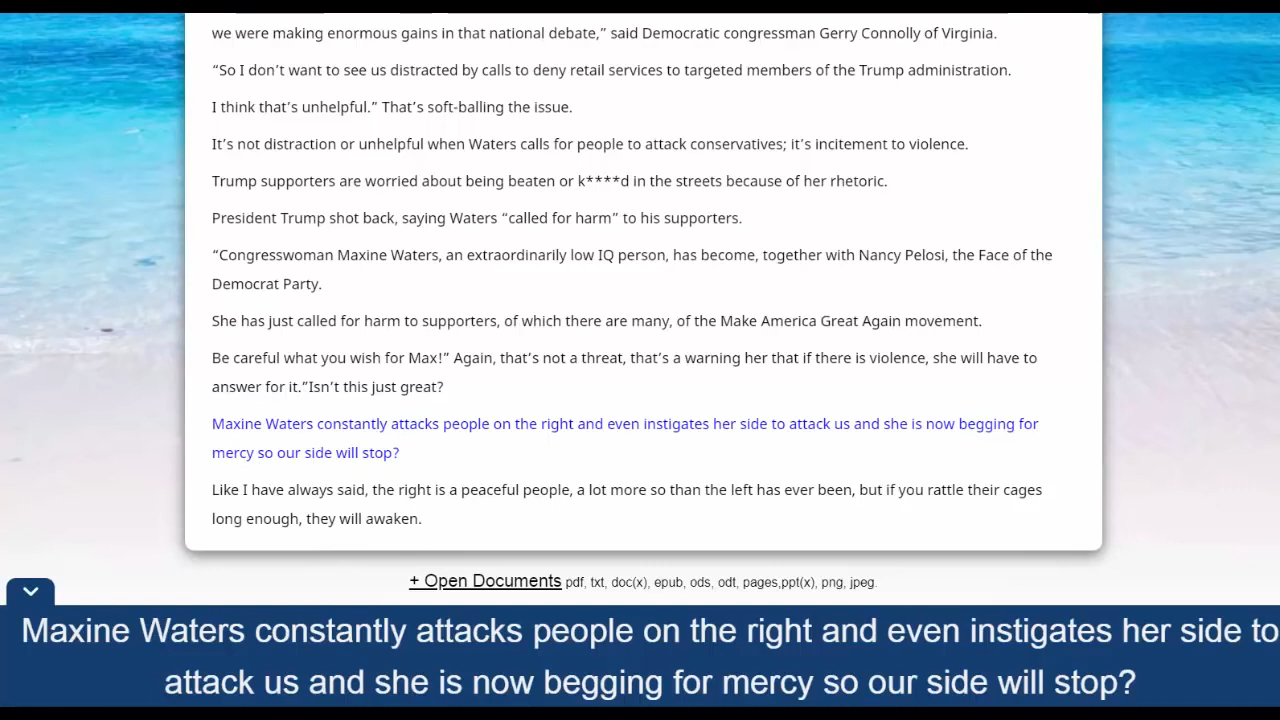 we were making enormous gains in that national debate,” said Democratic congressman Gerry Connolly of Virginia.
“So I don’t want to see us distracted by calls to deny retail services to targeted members of the Trump administration.
I think that’s unhelpful.” That’s soft-balling the issue.
It’s not distraction or unhelpful when Waters calls for people to attack conservatives; it’s incitement to violence.
Trump supporters are worried about being beaten or k****d in the streets because of her rhetoric.
President Trump shot back, saying Waters “called for harm” to his supporters.
“Congresswoman Maxine Waters, an extraordinarily low IQ person, has become, together with Nancy Pelosi, the Face of the
Democrat Party.
She has just called for harm to supporters, of which there are many, of the Make America Great Again movement.
Be careful what you wish for Max!” Again, that’s not a threat, that’s a warning her that if there is violence, she will have to
answer for it.”Isn’t this just great?
Maxine Waters constantly attacks people on the right and even instigates her side to attack us and she is now begging for
mercy so our side will stop?
Like I have always said, the right is a peaceful people, a lot more so than the left has ever been, but if you rattle their cages
long enough, they will awaken.
+ Open Documents pdf, txt, doc(x), epub, ods, odt, pages,ppt(x), png, jpeg.
Maxine Waters constantly attacks people on the right and even instigates her side to
attack us and she is now begging for mercy so our side will stop?